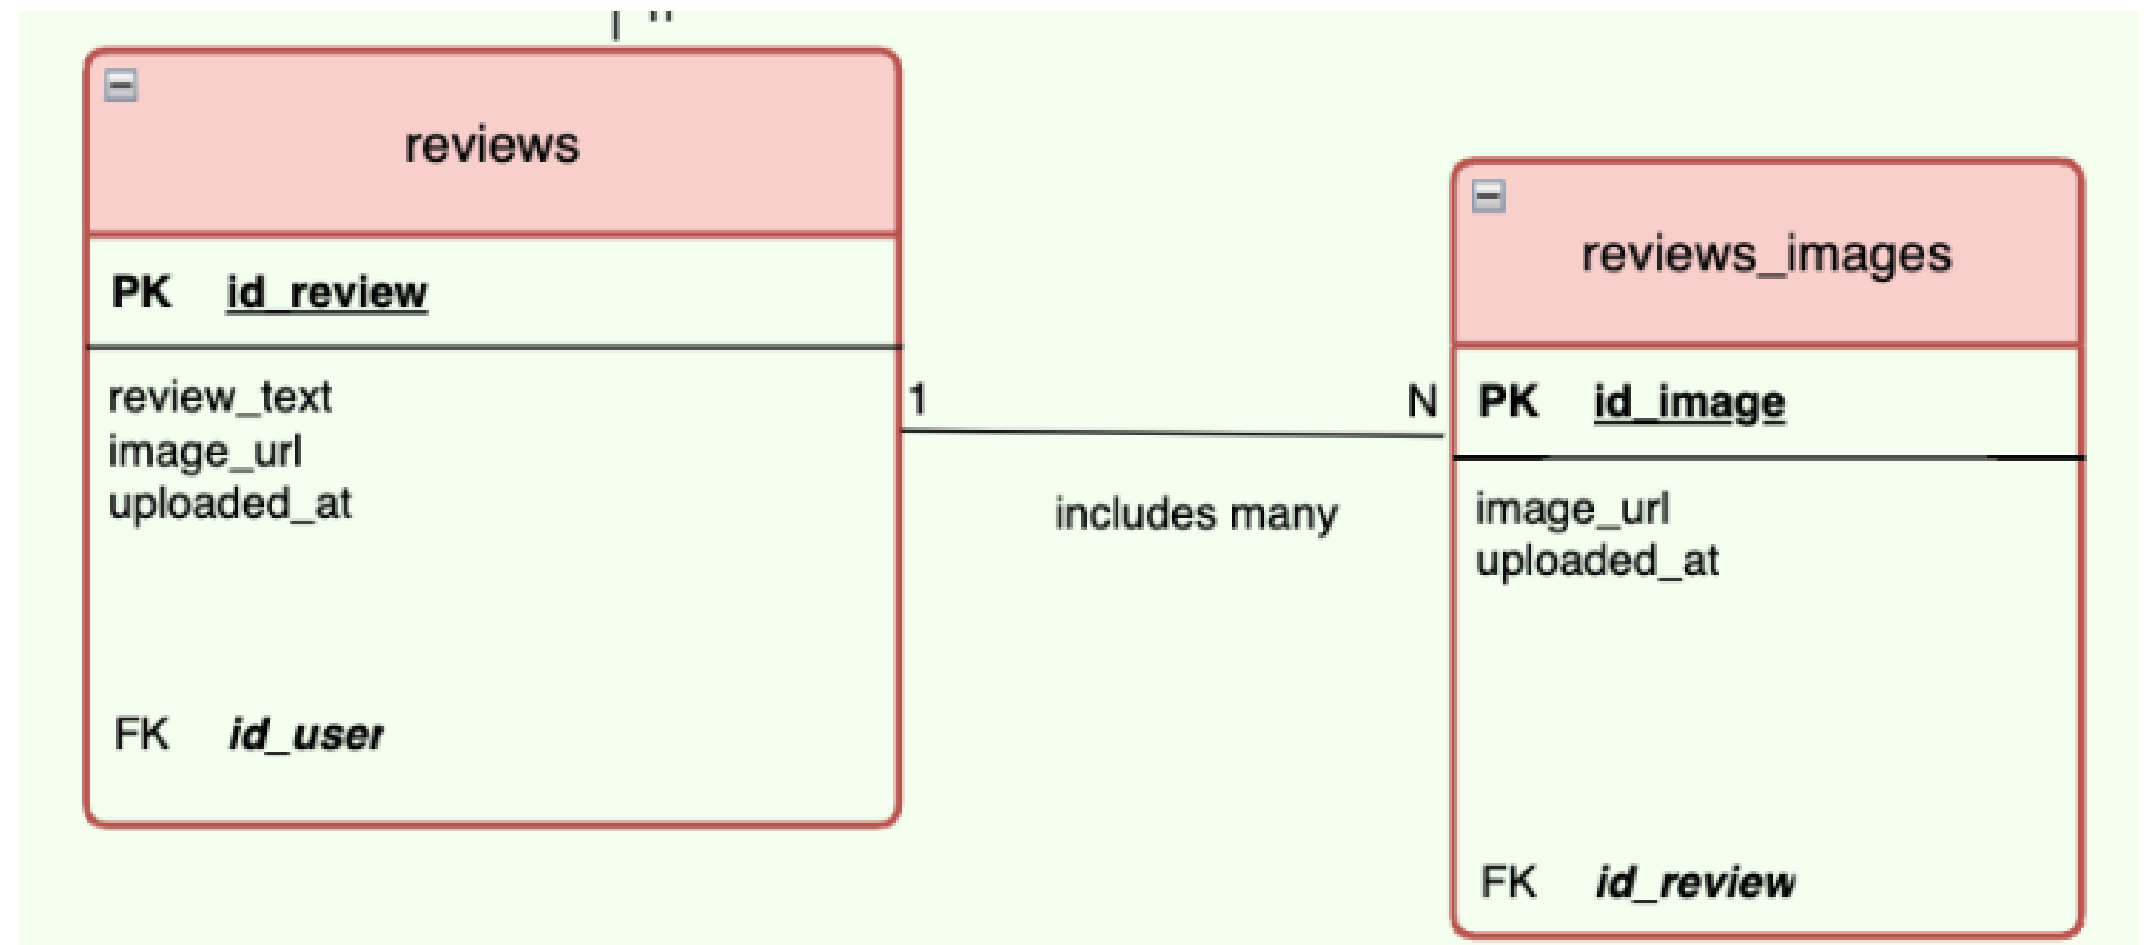 reviews
PK id_review
review_text
image_url
uploaded_at
FK id_user
1 N
includes many
reviews_images
PK id_image
image_url
uploaded_at
FK id_review